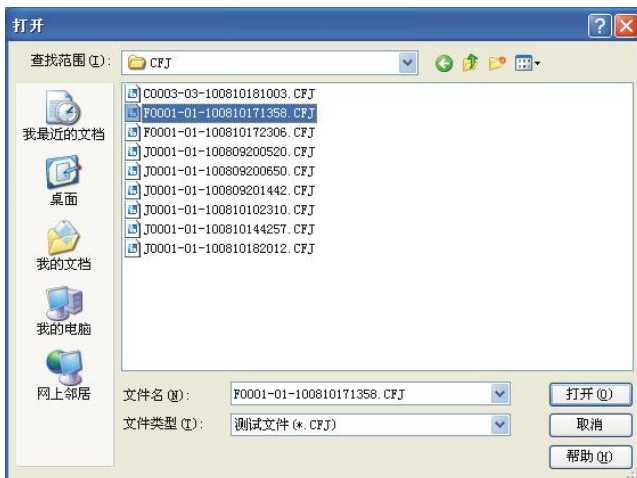 打开
查找范围(I):
CFJ
我最近的文档
桌面
我的文档
我的电脑
网上邻居
C0003-03-100810181003.CFJ
F0001-01-100810171358.CFJ
F0001-01-100810172306.CFJ
J0001-01-100809200520.CFJ
J0001-01-100809200650.CFJ
J0001-01-100809201442.CFJ
J0001-01-100810102310.CFJ
J0001-01-100810144257.CFJ
J0001-01-100810182012.CFJ
文件名(N):
F0001-01-100810171358.CFJ
打开(O)
文件类型(T):
测试文件(*.CFJ)
取消
帮助(H)